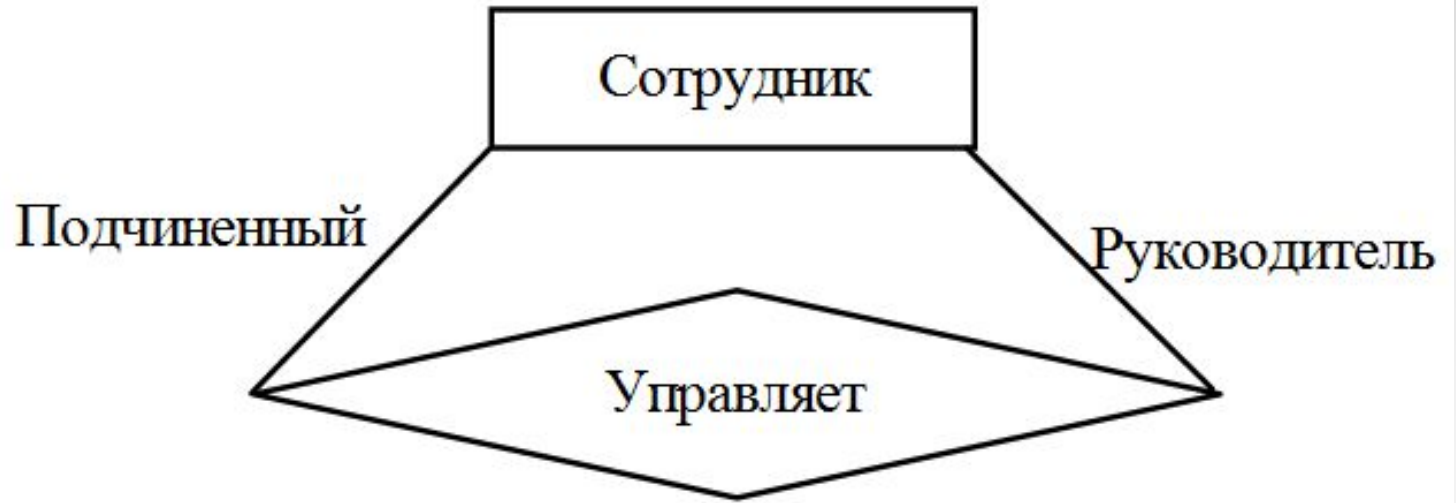 Сотрудник
Подчиненный
Руководитель
Управляет